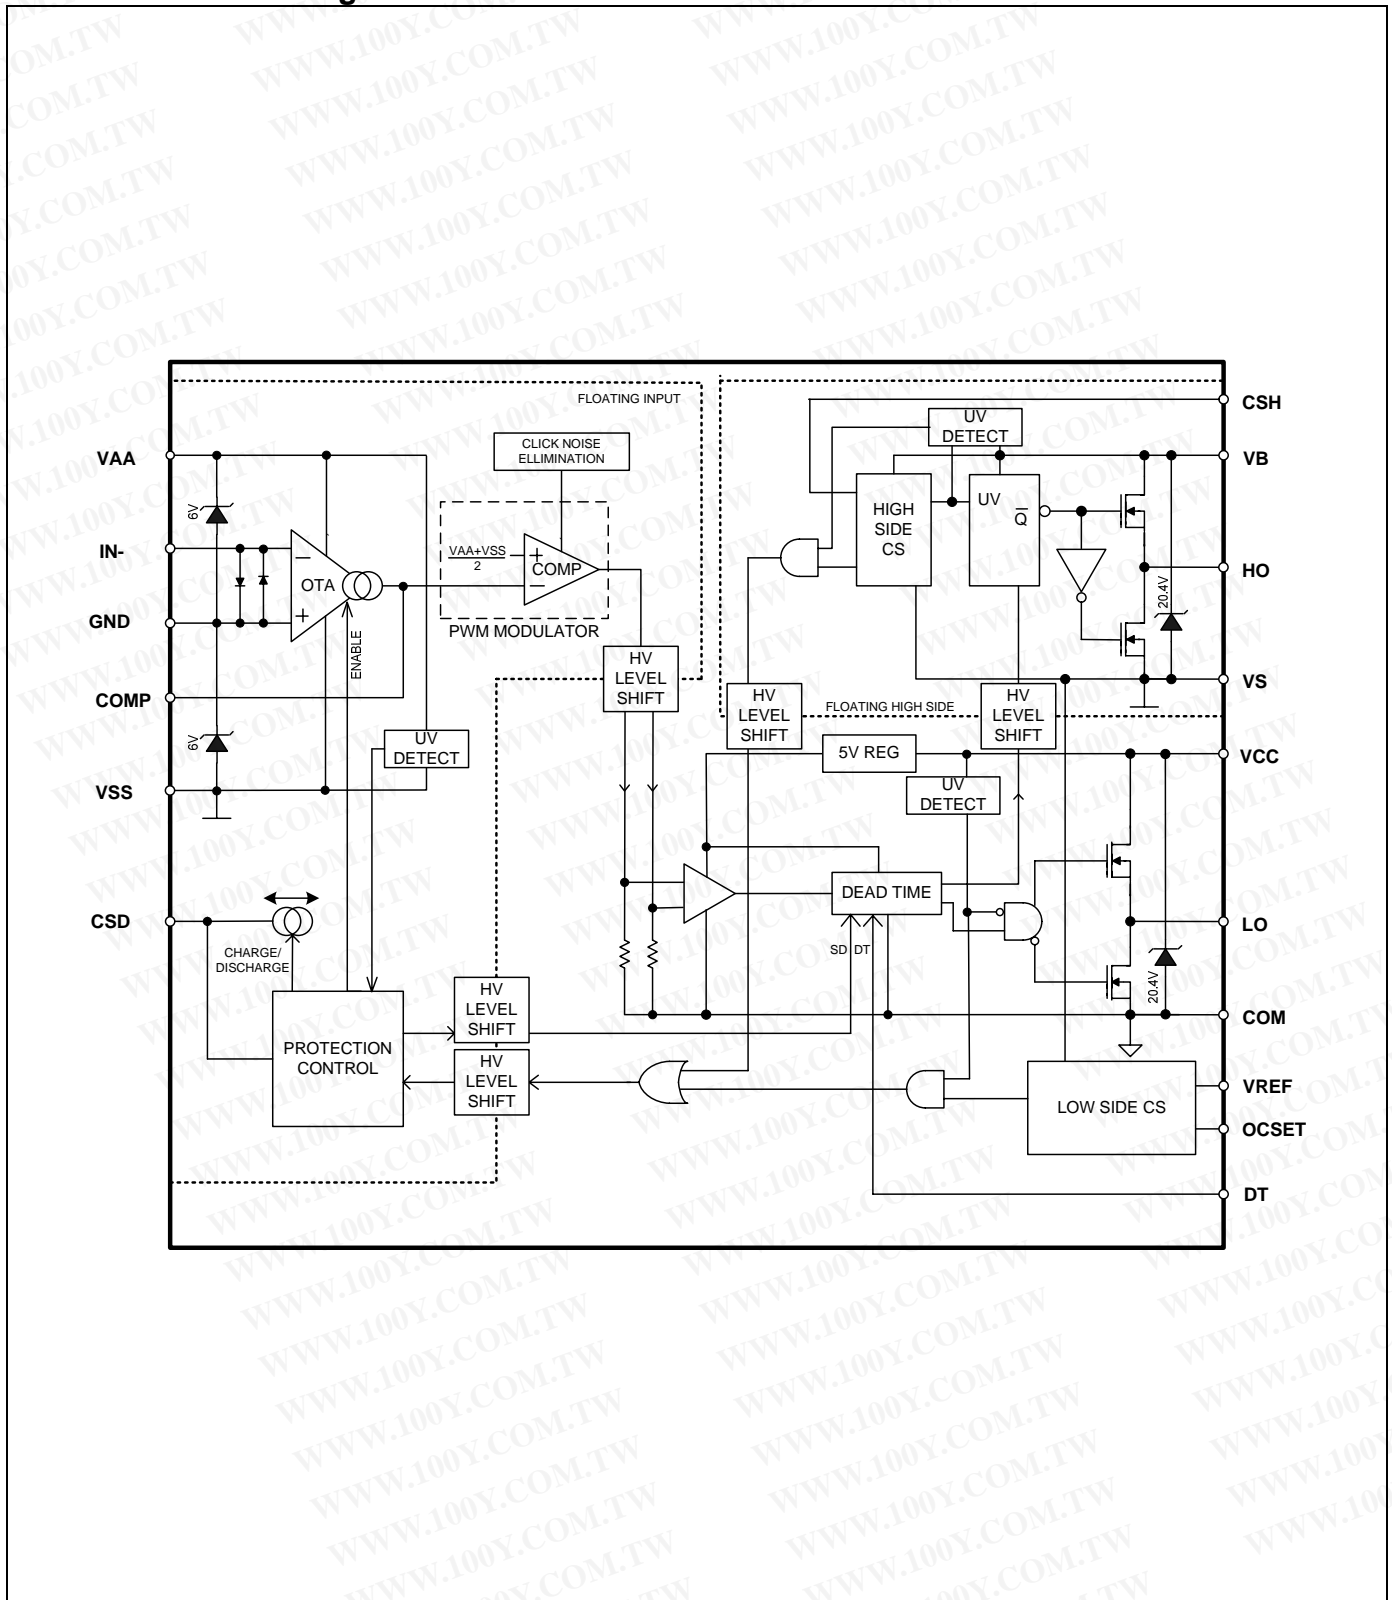 FLOATING INPUT
CSH
UV
DETECT
CLICK NOISE
ELLIMINATION
VAA
VB
6V
HIGH
SIDE
CS
UV
Q
IN-
VAA+VSS
2
+
−
COMP
−
OTA
+
HO
20.4V
GND
PWM MODULATOR
ENABLE
HV
LEVEL
SHIFT
COMP
VS
HV
LEVEL
SHIFT
FLOATING HIGH SIDE
HV
LEVEL
SHIFT
6V
UV
DETECT
5V REG
VCC
VSS
UV
DETECT
DEAD TIME
CSD
LO
CHARGE/
DISCHARGE
SD
DT
20.4V
HV
LEVEL
SHIFT
COM
PROTECTION
CONTROL
HV
LEVEL
SHIFT
VREF
LOW SIDE CS
OCSET
DT
WWW.100Y.COM.TW